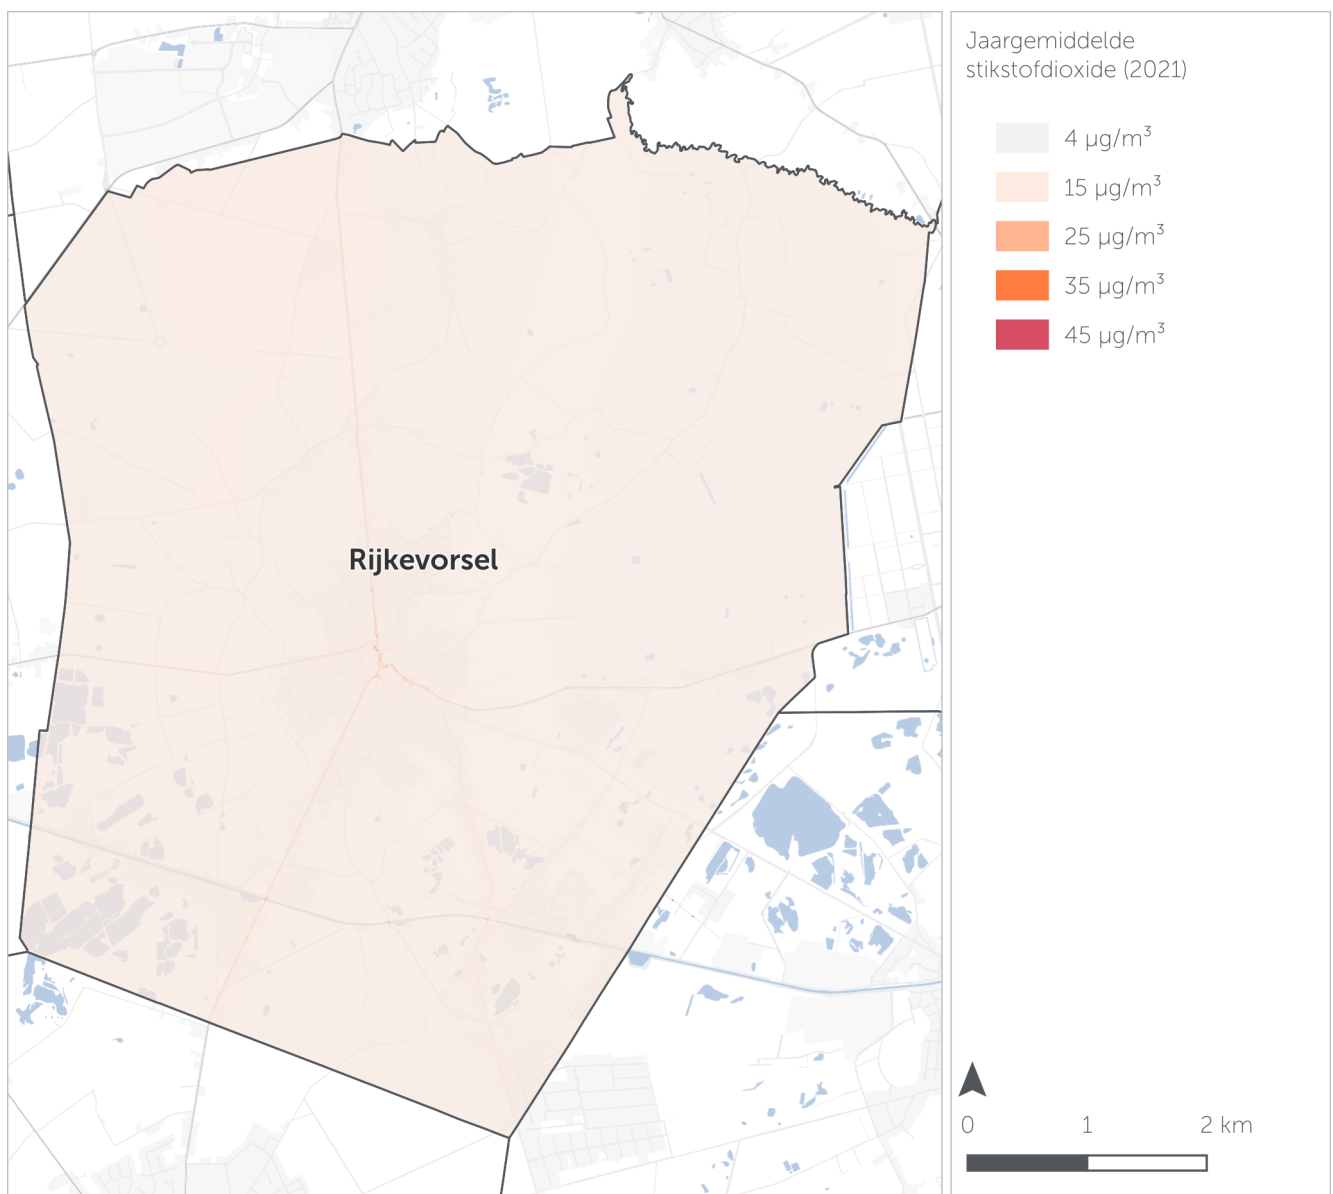 Jaargemiddelde
stikstofdioxide (2021)
4 µg/m³
15 µg/m³
25 µg/m³
35 µg/m³
45 µg/m³
Rijkevorsel
0 1 2 km